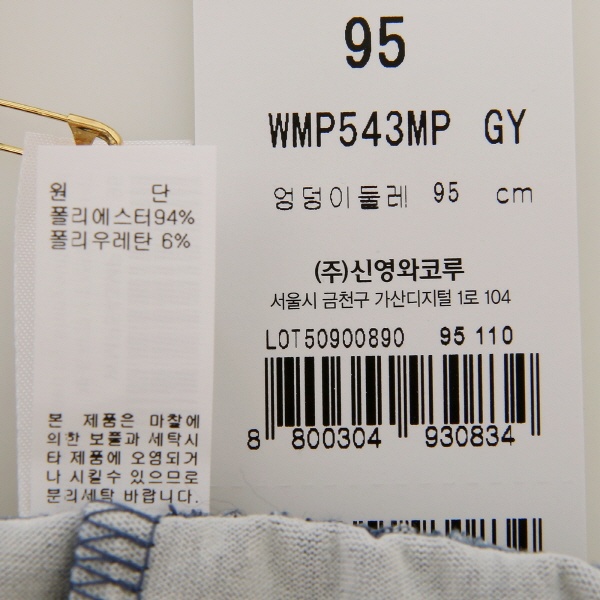 95
WMP543MP GY
엉덩이둘레 95 cm
(주)신영와코루
서울시 금천구 가산디지털 1로 104
LOT50900890 95 110
8 800304 930834
원 단
폴리에스터94%
폴리우레탄 6%
본 제품은 마찰에
의한 보풀과 세탁시
타 제품에 오염되거
나 시킬수 있으므로
분리세탁 바랍니다.